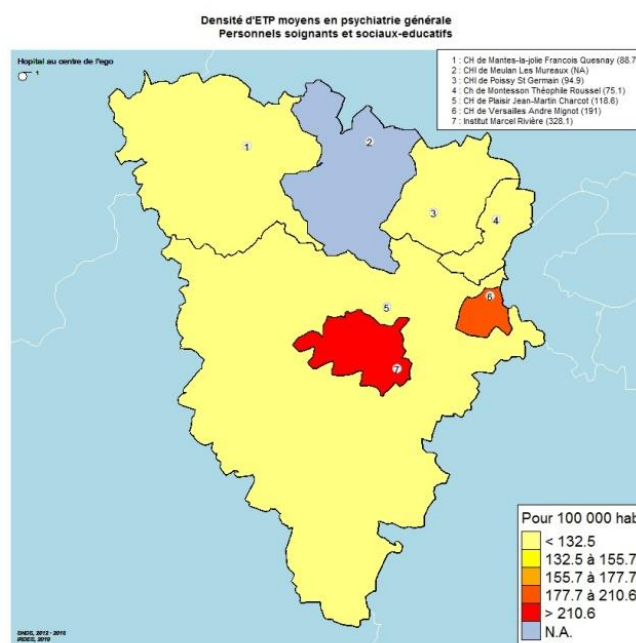 Densité d'ETP moyens en psychiatrie générale
Personnels soignants et sociaux-educatifs
Hopital au centre de l'ego
1
1 : CH de Mantes-la-jolie Francois Quesnay (88.7
2 : CHI de Meulan Les Mureaux (NA)
3 : CHI de Poissy St Germain (94.9)
4 : Ch de Montesson Théophile Roussel (75.1)
5 : CH de Plaisir Jean-Martin Charcot (118.6)
6 : CH de Versailles Andre Mignot (191)
7 : Institut Marcel Rivière (328.1)
1
2
3
4
5
6
7
Pour 100 000 hab
< 132.5
132.5 à 155.7
155.7 à 177.7
177.7 à 210.6
> 210.6
N.A.
IRDES, 2019